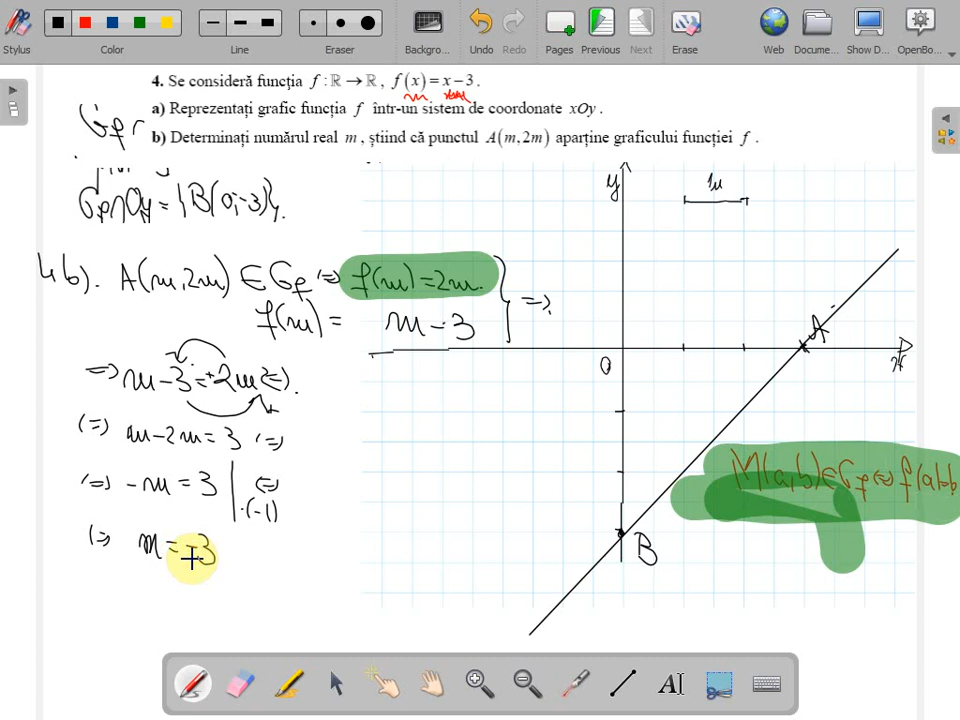 Stylus Color Line Eraser Backgro... Undo Redo Pages Previous Next Erase Web Docume... Show D... OpenBo...
4. Se consideră funcția f : ℝ → ℝ , f(x) = x − 3 .
m
a) Reprezentați grafic funcția f într-un sistem de coordonate xOy .
b) Determinați numărul real m , știind că punctul A(m, 2m) aparține graficului funcției f .
Gf∩Oy = {B(0,-3)}.
4b). A(m,2m) ∈ Gf => f(m)=2m.
f(m) = m-3 } =>
=> m-3=+2m <=>.
<=> m-2m=3 <=>
<=> -m=3 | ·(-1) <=>
<=> m=-3
y
1u
A
0
x
M(a,b)∈Gf <=> f(a)=b
B